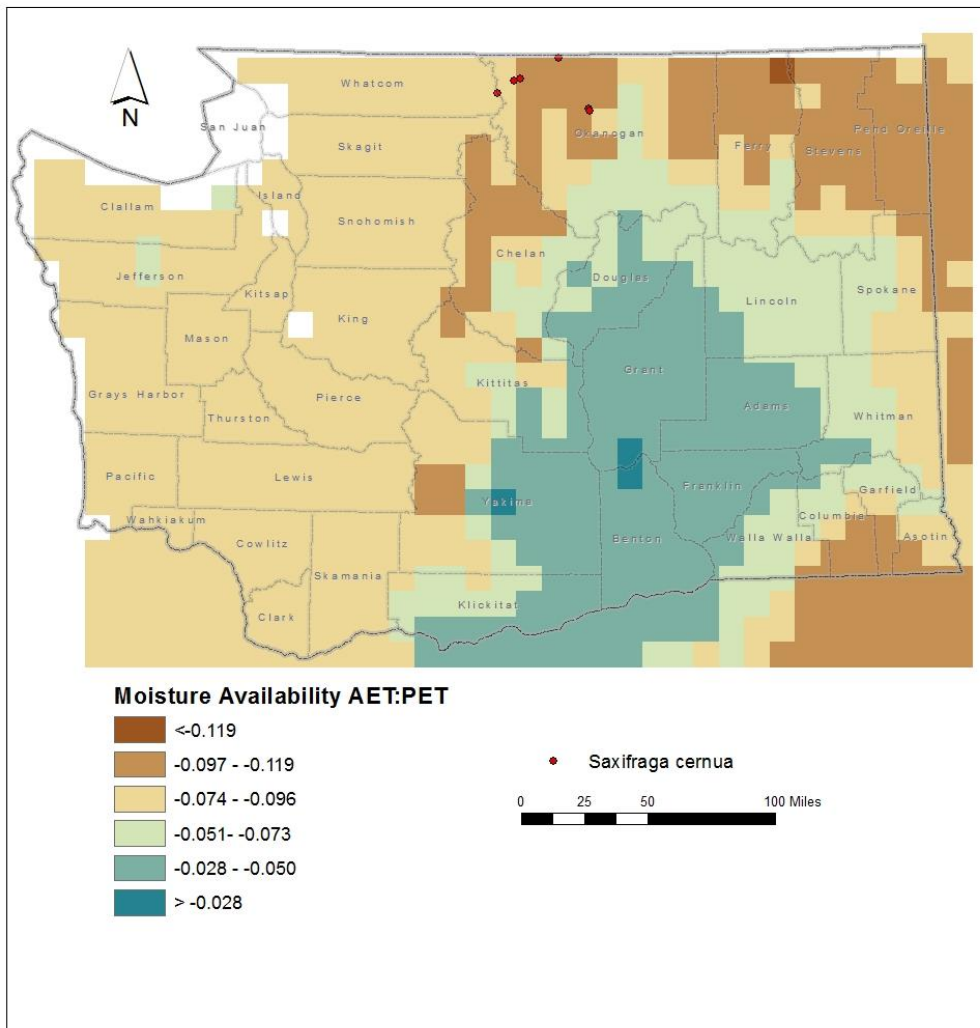 N
Whatcom
San Juan
Skagit
Okanogan
Ferry
Stevens
Pend Oreille
Island
Clallam
Snohomish
Chelan
Jefferson
Kitsap
Douglas
Lincoln
Spokane
King
Mason
Grant
Kittitas
Grays Harbor
Pierce
Thurston
Adams
Whitman
Pacific
Lewis
Yakima
Franklin
Garfield
Wahkiakum
Columbia
Cowlitz
Benton
Walla Walla
Asotin
Skamania
Klickitat
Clark
Moisture Availability AET:PET
<-0.119
-0.097 - -0.119
-0.074 - -0.096
-0.051- -0.073
-0.028 - -0.050
> -0.028
Saxifraga cernua
0 25 50 100 Miles